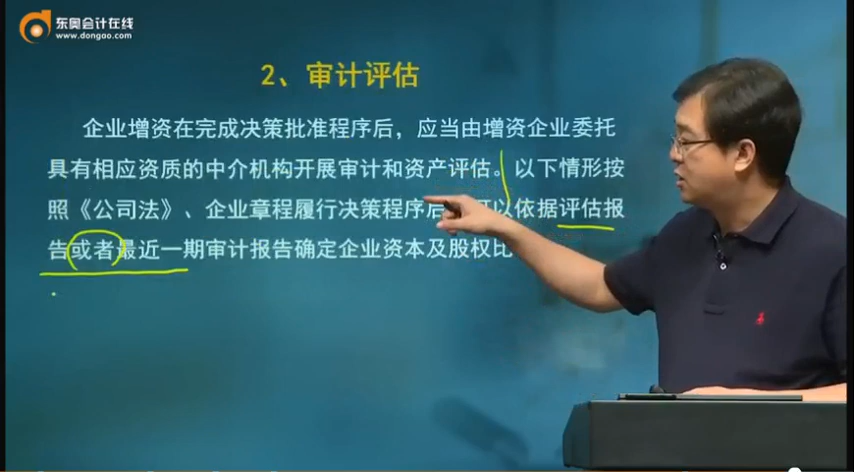 东奥会计在线
www.dongao.com
2、审计评估
企业增资在完成决策批准程序后，应当由增资企业委托
具有相应资质的中介机构开展审计和资产评估。以下情形按
照《公司法》、企业章程履行决策程序后 可以依据评估报
告或者最近一期审计报告确定企业资本及股权比